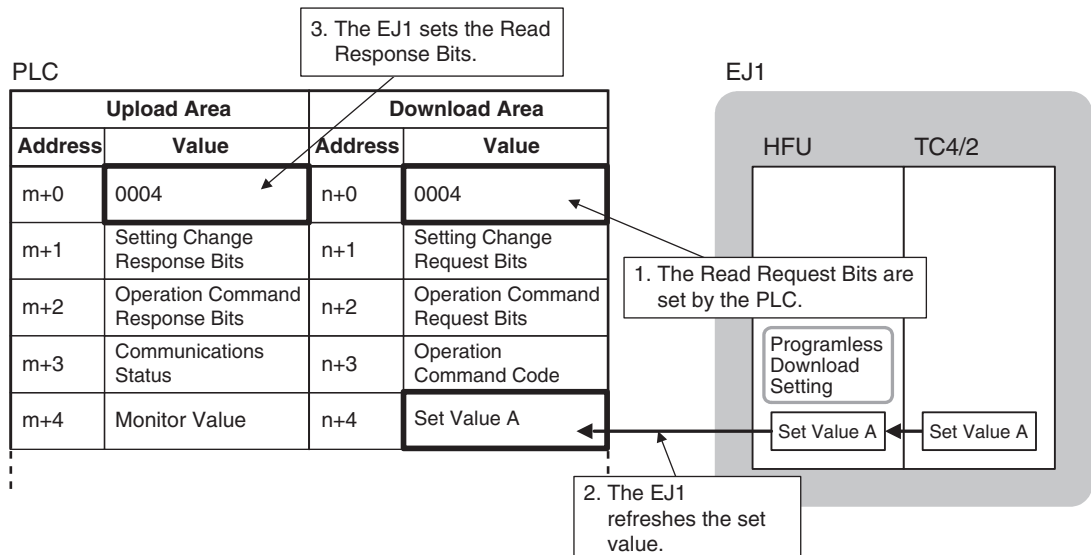 3. The EJ1 sets the Read
Response Bits.
PLC
EJ1
Upload Area
Download Area
Address
Value
Address
Value
HFU
TC4/2
m+0
0004
n+0
0004
m+1
Setting Change
Response Bits
n+1
Setting Change
Request Bits
1. The Read Request Bits are
set by the PLC.
m+2
Operation Command
Response Bits
n+2
Operation Command
Request Bits
m+3
Communications
Status
n+3
Operation
Command Code
Programless
Download
Setting
m+4
Monitor Value
n+4
Set Value A
Set Value A
Set Value A
2. The EJ1
refreshes the set
value.